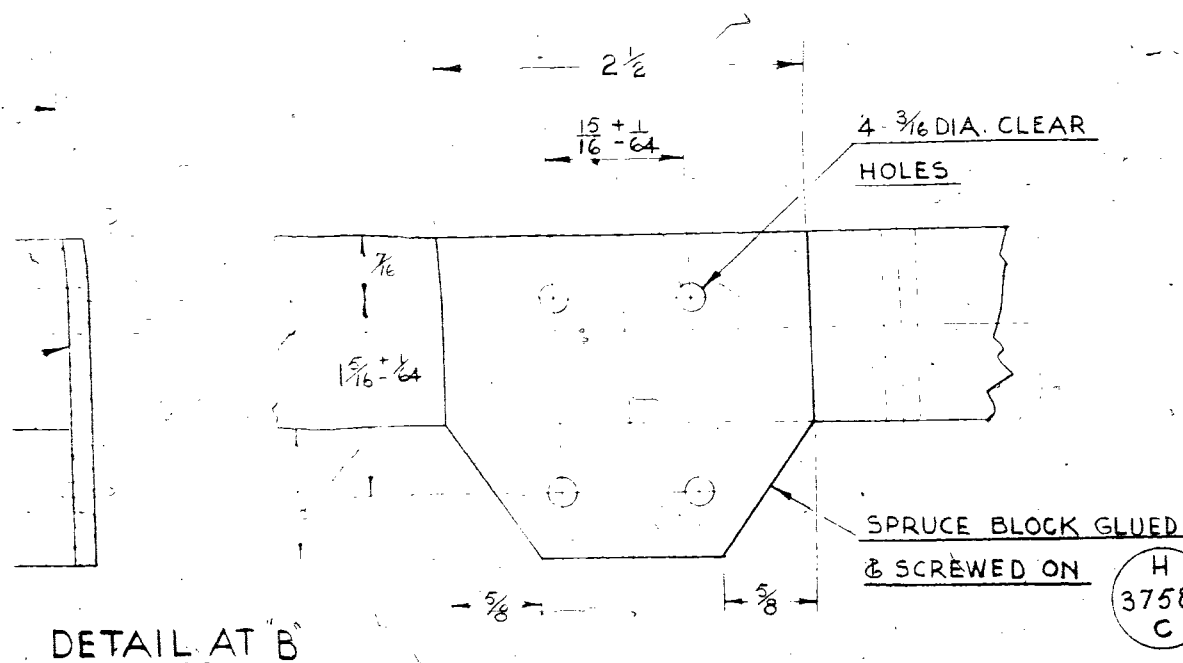 2 1/2
15/16 +- 1/64
4 - 3/16 DIA. CLEAR
HOLES
7/16
1 5/16 +- 1/64
SPRUCE BLOCK GLUED
& SCREWED ON
H
3758
C
5/8
5/8
DETAIL AT "B"